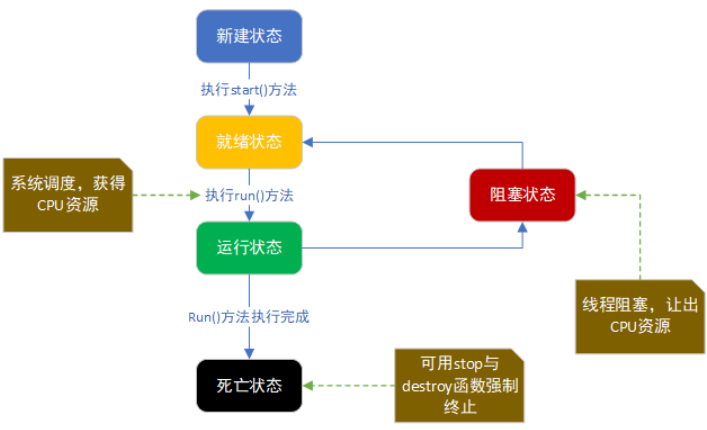 新建状态
执行start()方法
就绪状态
系统调度，获得
CPU资源
执行run()方法
阻塞状态
运行状态
线程阻塞，让出
CPU资源
Run()方法执行完成
可用stop与
destroy函数强制
终止
死亡状态